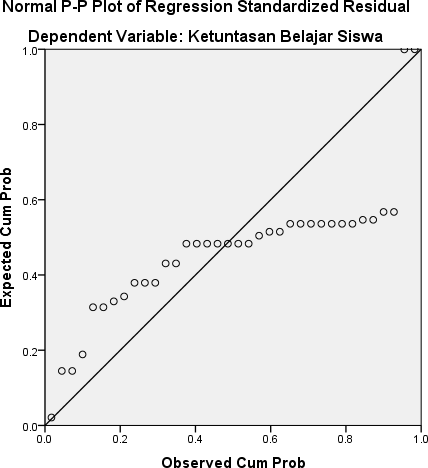 Normal P-P Plot of Regression Standardized Residual
Dependent Variable: Ketuntasan Belajar Siswa
Expected Cum Prob
1.0
0.8
0.6
0.4
0.2
0.0
0.0 0.2 0.4 0.6 0.8 1.0
Observed Cum Prob